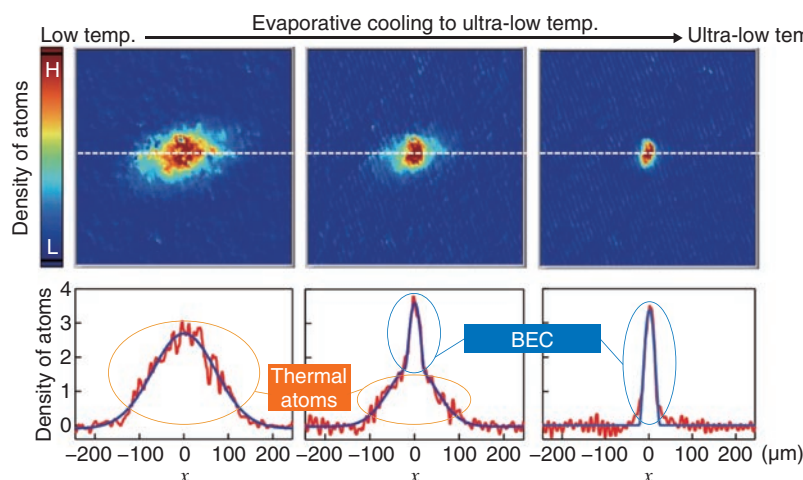 Evaporative cooling to ultra-low temp.
Low temp.
Ultra-low tem
H
L
Density of atoms
4
3
2
1
0
Density of atoms
Thermal
atoms
BEC
−200 −100 0 100 200
−200 −100 0 100 200
−200 −100 0 100 200 (μm)
x
x
x